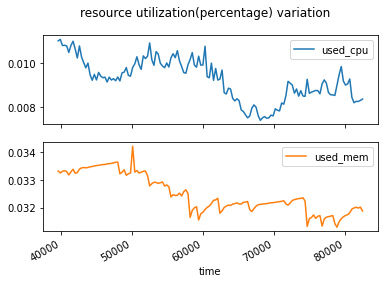 resource utilization(percentage) variation
used_cpu
0.010
0.008
used_mem
0.034
0.033
0.032
40000
50000
60000
70000
80000
time